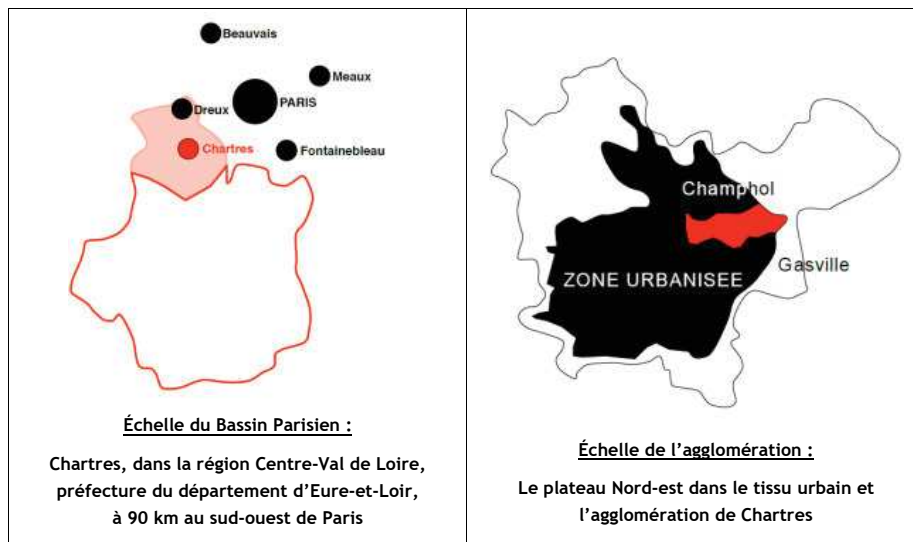 Beauvais
Meaux
PARIS
Dreux
Chartres
Fontainebleau
Échelle du Bassin Parisien :
Chartres, dans la région Centre-Val de Loire,
préfecture du département d’Eure-et-Loir,
à 90 km au sud-ouest de Paris
Champhol
Gasville
ZONE URBANISEE
Échelle de l’agglomération :
Le plateau Nord-est dans le tissu urbain et
l’agglomération de Chartres